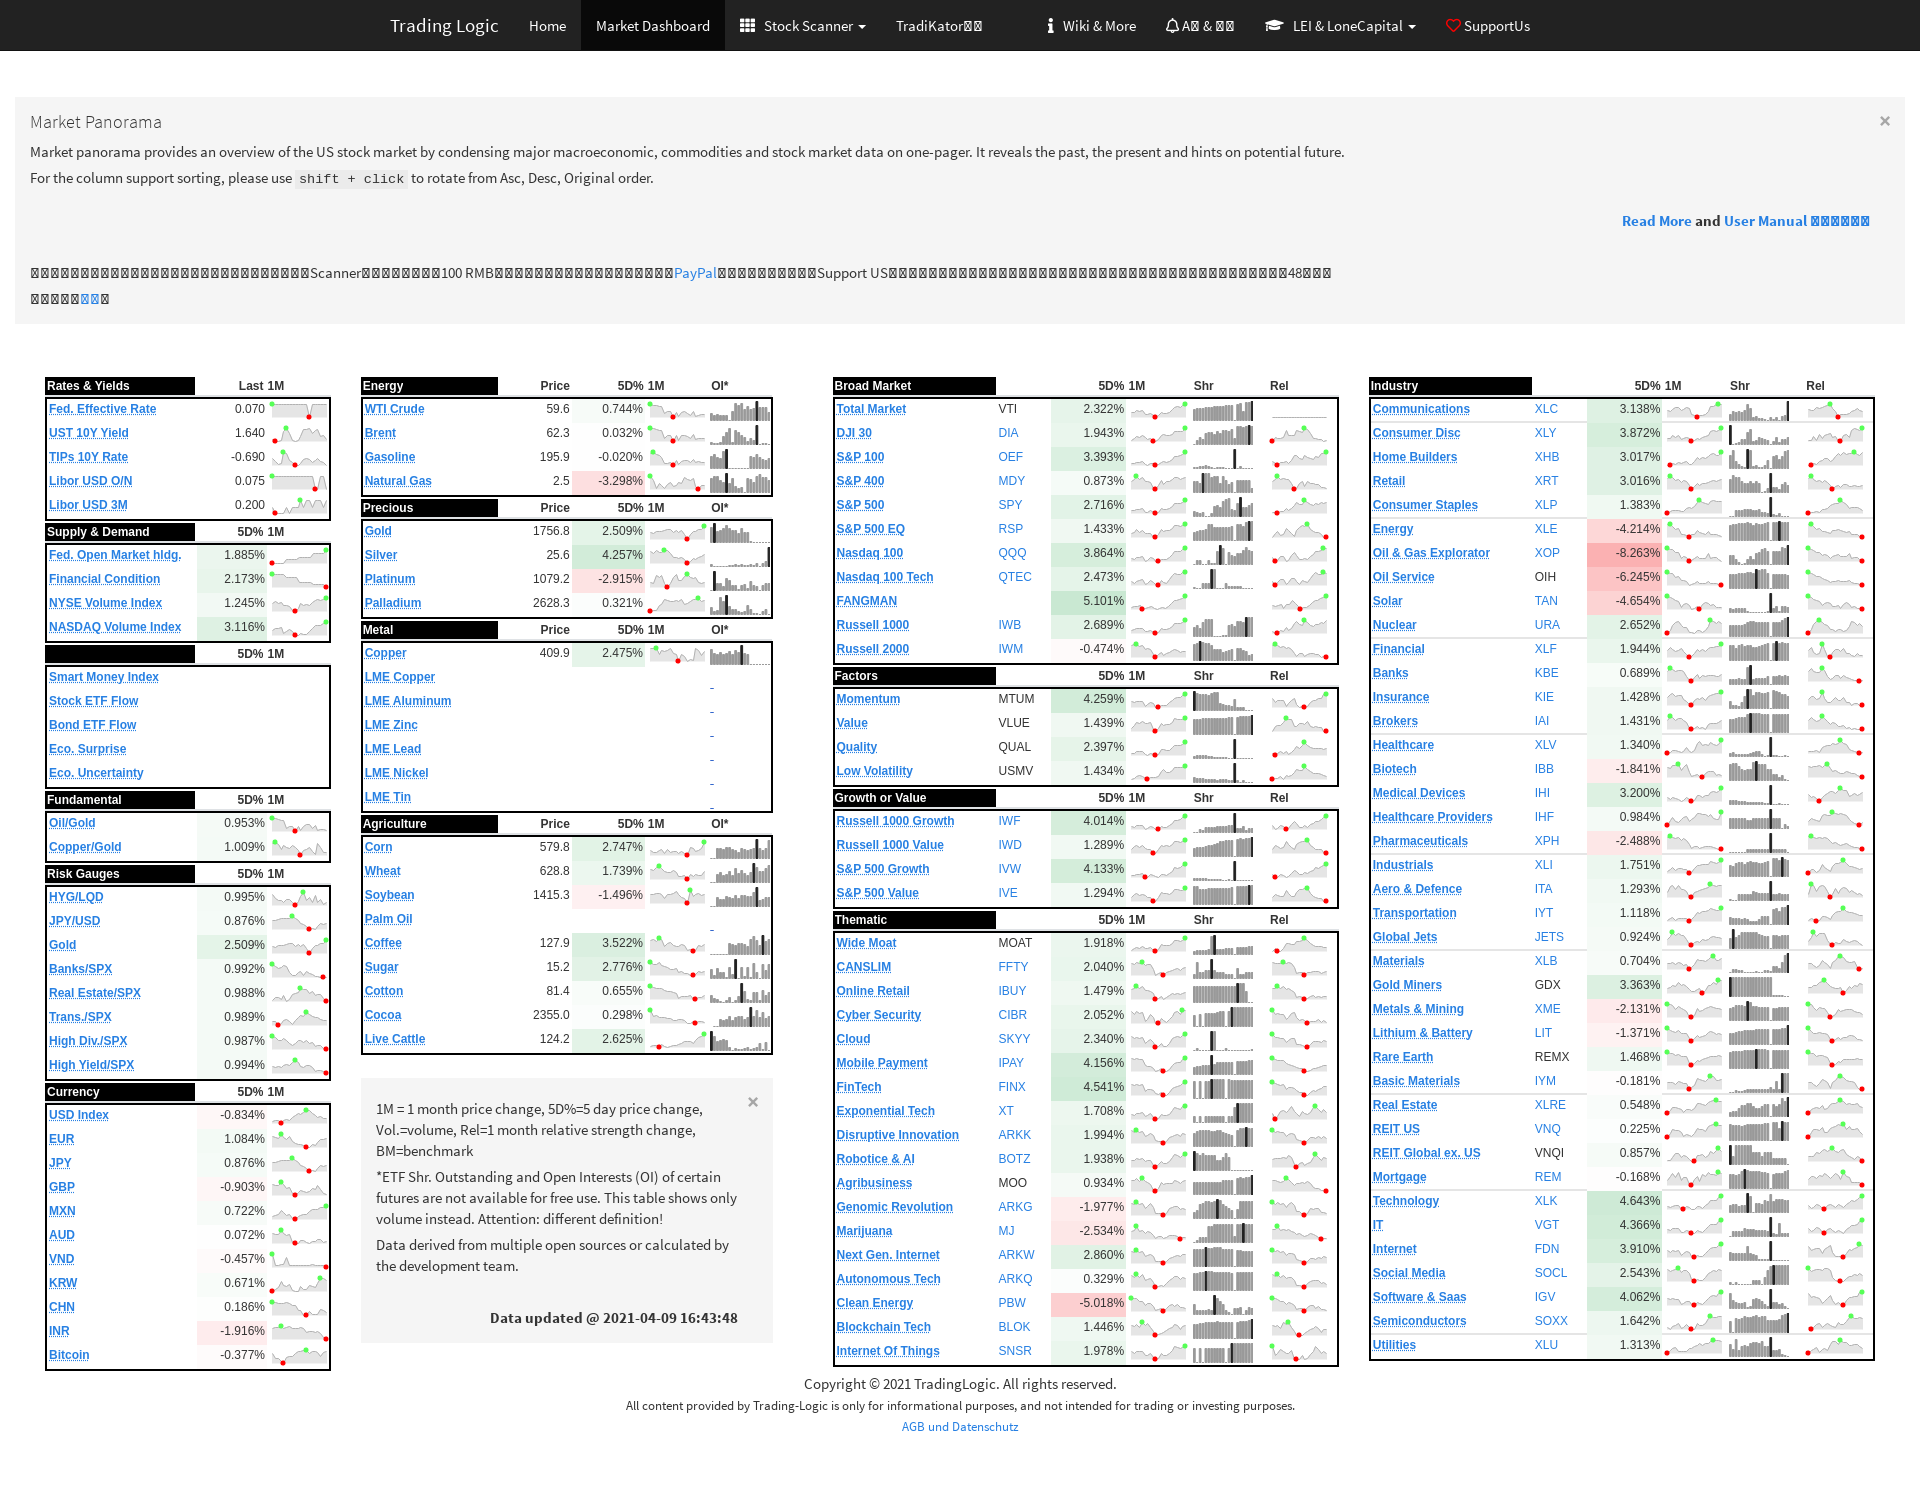 Trading Logic Home Market Dashboard Stock Scanner TradiKator Wiki & More A & LEI & LoneCapital SupportUs
Market Panorama ×
Market panorama provides an overview of the US stock market by condensing major macroeconomic, commodities and stock market data on one-pager. It reveals the past, the present and hints on potential future.
For the column support sorting, please use shift + click to rotate from Asc, Desc, Original order.
Read More and User Manual
Scanner 100 RMB PayPal Support US 48
Rates & Yields Last 1M
Fed. Effective Rate 0.070
UST 10Y Yield 1.640
TIPs 10Y Rate -0.690
Libor USD O/N 0.075
Libor USD 3M 0.200
Supply & Demand 5D% 1M
Fed. Open Market hldg. 1.885%
Financial Condition 2.173%
NYSE Volume Index 1.245%
NASDAQ Volume Index 3.116%
5D% 1M
Smart Money Index
Stock ETF Flow
Bond ETF Flow
Eco. Surprise
Eco. Uncertainty
Fundamental 5D% 1M
Oil/Gold 0.953%
Copper/Gold 1.009%
Risk Gauges 5D% 1M
HYG/LQD 0.995%
JPY/USD 0.876%
Gold 2.509%
Banks/SPX 0.992%
Real Estate/SPX 0.988%
Trans./SPX 0.989%
High Div./SPX 0.987%
High Yield/SPX 0.994%
Currency 5D% 1M
USD Index -0.834%
EUR 1.084%
JPY 0.876%
GBP -0.903%
MXN 0.722%
AUD 0.072%
VND -0.457%
KRW 0.671%
CHN 0.186%
INR -1.916%
Bitcoin -0.377%
Energy Price 5D% 1M OI*
WTI Crude 59.6 0.744%
Brent 62.3 0.032%
Gasoline 195.9 -0.020%
Natural Gas 2.5 -3.298%
Precious Price 5D% 1M OI*
Gold 1756.8 2.509%
Silver 25.6 4.257%
Platinum 1079.2 -2.915%
Palladium 2628.3 0.321%
Metal Price 5D% 1M OI*
Copper 409.9 2.475%
LME Copper -
LME Aluminum -
LME Zinc -
LME Lead -
LME Nickel -
LME Tin -
Agriculture Price 5D% 1M OI*
Corn 579.8 2.747%
Wheat 628.8 1.739%
Soybean 1415.3 -1.496%
Palm Oil -
Coffee 127.9 3.522%
Sugar 15.2 2.776%
Cotton 81.4 0.655%
Cocoa 2355.0 0.298%
Live Cattle 124.2 2.625%
×
1M = 1 month price change, 5D%=5 day price change,
Vol.=volume, Rel=1 month relative strength change,
BM=benchmark
*ETF Shr. Outstanding and Open Interests (OI) of certain
futures are not available for free use. This table shows only
volume instead. Attention: different definition!
Data derived from multiple open sources or calculated by
the development team.
Data updated @ 2021-04-09 16:43:48
Broad Market 5D% 1M Shr Rel
Total Market VTI 2.322%
DJI 30 DIA 1.943%
S&P 100 OEF 3.393%
S&P 400 MDY 0.873%
S&P 500 SPY 2.716%
S&P 500 EQ RSP 1.433%
Nasdaq 100 QQQ 3.864%
Nasdaq 100 Tech QTEC 2.473%
FANGMAN 5.101%
Russell 1000 IWB 2.689%
Russell 2000 IWM -0.474%
Factors 5D% 1M Shr Rel
Momentum MTUM 4.259%
Value VLUE 1.439%
Quality QUAL 2.397%
Low Volatility USMV 1.434%
Growth or Value 5D% 1M Shr Rel
Russell 1000 Growth IWF 4.014%
Russell 1000 Value IWD 1.289%
S&P 500 Growth IVW 4.133%
S&P 500 Value IVE 1.294%
Thematic 5D% 1M Shr Rel
Wide Moat MOAT 1.918%
CANSLIM FFTY 2.040%
Online Retail IBUY 1.479%
Cyber Security CIBR 2.052%
Cloud SKYY 2.340%
Mobile Payment IPAY 4.156%
FinTech FINX 4.541%
Exponential Tech XT 1.708%
Disruptive Innovation ARKK 1.994%
Robotice & AI BOTZ 1.938%
Agribusiness MOO 0.934%
Genomic Revolution ARKG -1.977%
Marijuana MJ -2.534%
Next Gen. Internet ARKW 2.860%
Autonomous Tech ARKQ 0.329%
Clean Energy PBW -5.018%
Blockchain Tech BLOK 1.446%
Internet Of Things SNSR 1.978%
Industry 5D% 1M Shr Rel
Communications XLC 3.138%
Consumer Disc XLY 3.872%
Home Builders XHB 3.017%
Retail XRT 3.016%
Consumer Staples XLP 1.383%
Energy XLE -4.214%
Oil & Gas Explorator XOP -8.263%
Oil Service OIH -6.245%
Solar TAN -4.654%
Nuclear URA 2.652%
Financial XLF 1.944%
Banks KBE 0.689%
Insurance KIE 1.428%
Brokers IAI 1.431%
Healthcare XLV 1.340%
Biotech IBB -1.841%
Medical Devices IHI 3.200%
Healthcare Providers IHF 0.984%
Pharmaceuticals XPH -2.488%
Industrials XLI 1.751%
Aero & Defence ITA 1.293%
Transportation IYT 1.118%
Global Jets JETS 0.924%
Materials XLB 0.704%
Gold Miners GDX 3.363%
Metals & Mining XME -2.131%
Lithium & Battery LIT -1.371%
Rare Earth REMX 1.468%
Basic Materials IYM -0.181%
Real Estate XLRE 0.548%
REIT US VNQ 0.225%
REIT Global ex. US VNQI 0.857%
Mortgage REM -0.168%
Technology XLK 4.643%
IT VGT 4.366%
Internet FDN 3.910%
Social Media SOCL 2.543%
Software & Saas IGV 4.062%
Semiconductors SOXX 1.642%
Utilities XLU 1.313%
Copyright © 2021 TradingLogic. All rights reserved.
All content provided by Trading-Logic is only for informational purposes, and not intended for trading or investing purposes.
AGB und Datenschutz